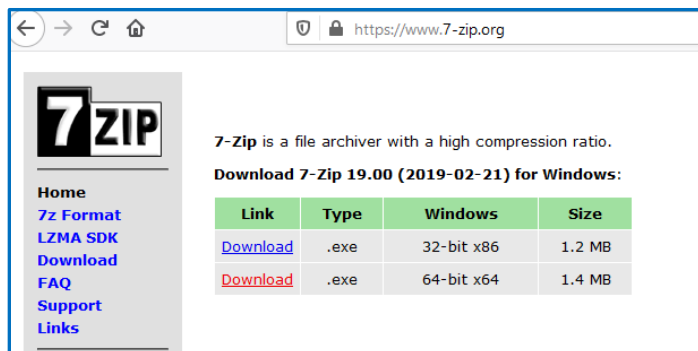 https://www.7-zip.org
7 ZIP
Home
7z Format
LZMA SDK
Download
FAQ
Support
Links
7-Zip is a file archiver with a high compression ratio.
Download 7-Zip 19.00 (2019-02-21) for Windows:
Link Type Windows Size
Download .exe 32-bit x86 1.2 MB
Download .exe 64-bit x64 1.4 MB